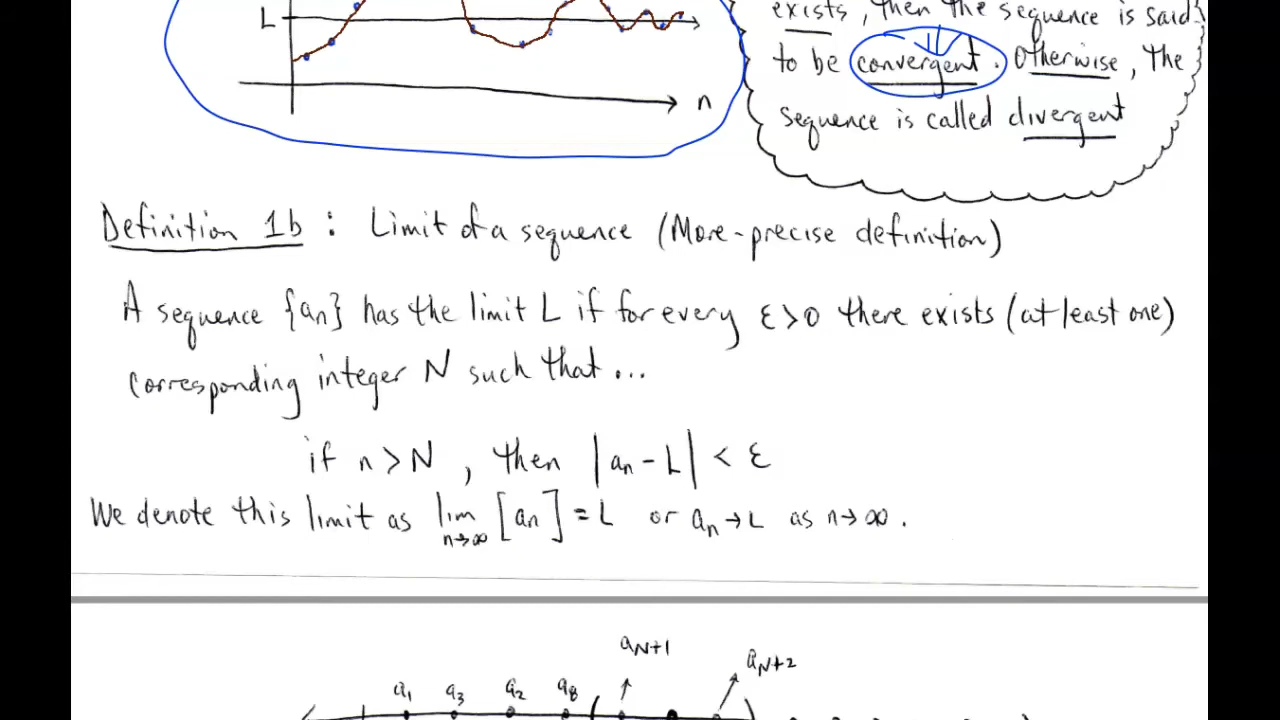 L
n
exists, then the sequence is said
to be convergent. Otherwise, the
sequence is called divergent
Definition 1b : Limit of a sequence (More-precise definition)
A sequence {an} has the limit L if for every ε>0 there exists (at least one)
corresponding integer N such that...
if n>N, then |an - L| < ε
We denote this limit as lim n→∞ [an] = L or an→L as n→∞.
aN+1
aN+2
a1 a3 a2 a8